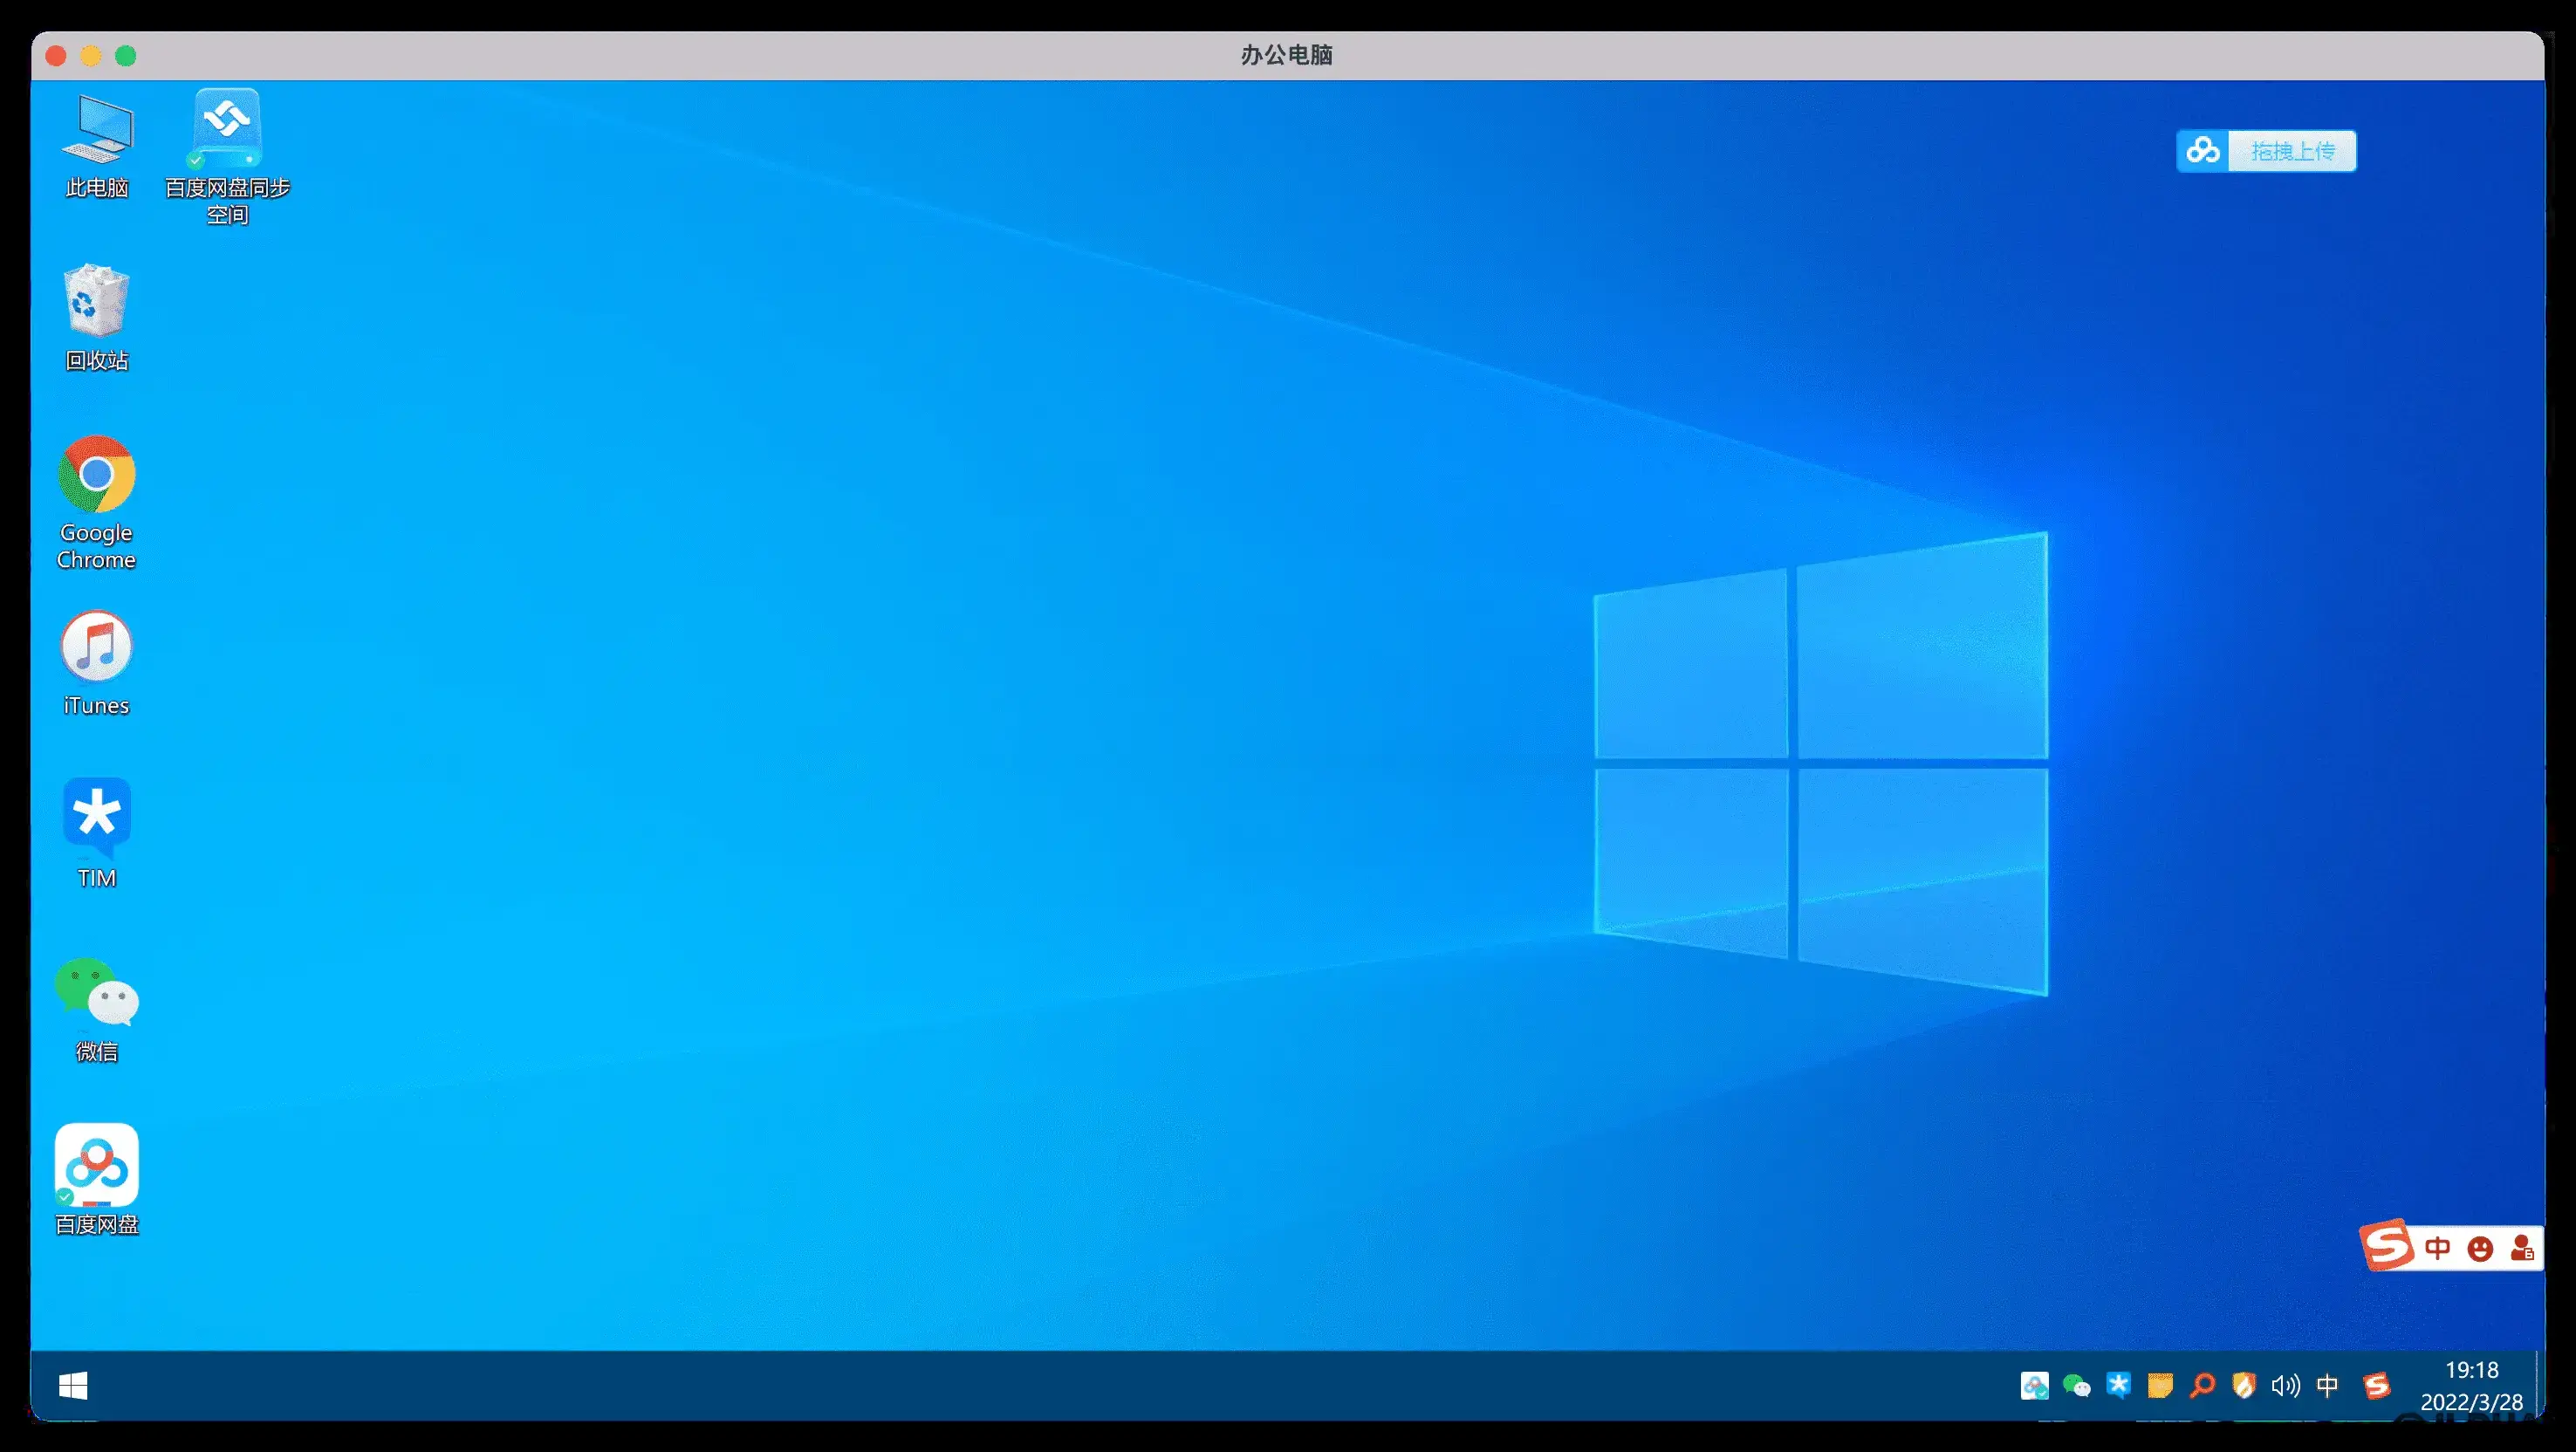 办公电脑
此电脑
百度网盘同步
空间
拖拽上传
回收站
Google
Chrome
iTunes
TIM
微信
百度网盘
中
中
19:18
2022/3/28